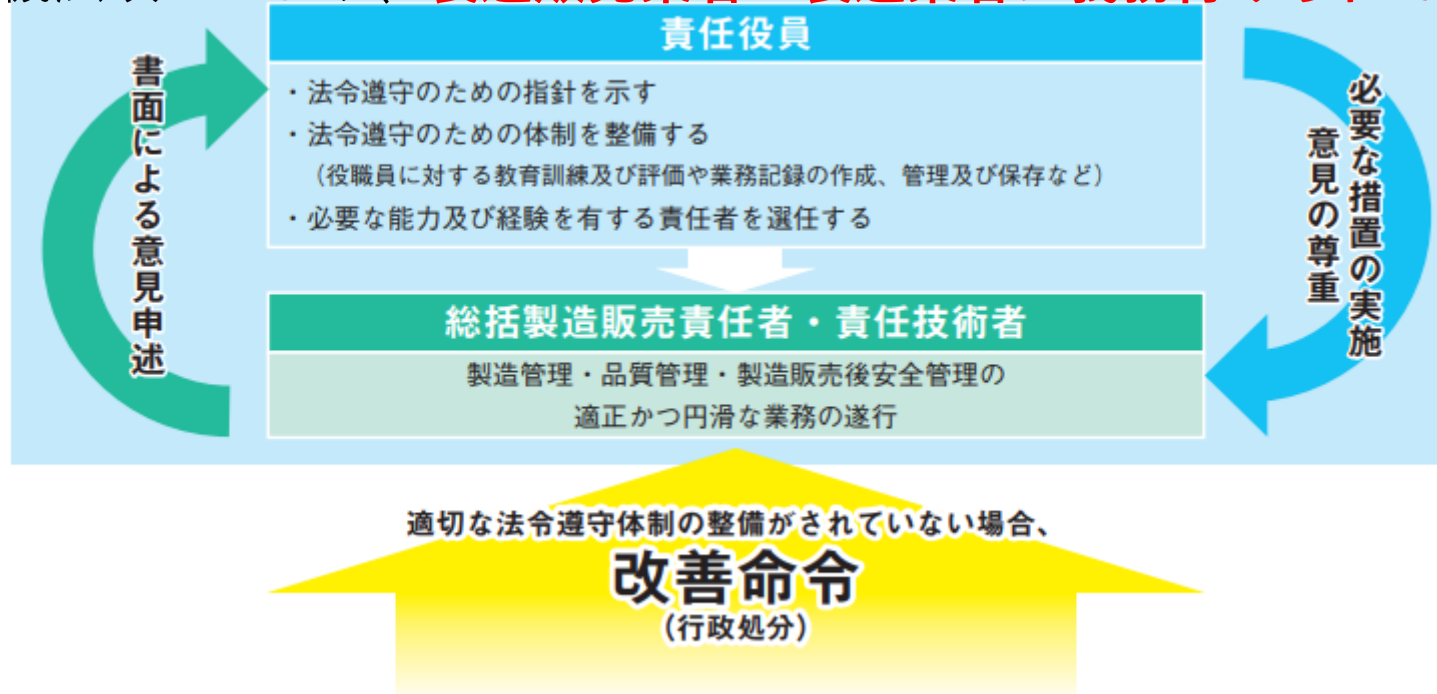 責任役員
・法令遵守のための指針を示す
・法令遵守のための体制を整備する
（役職員に対する教育訓練及び評価や業務記録の作成、管理及び保存など）
・必要な能力及び経験を有する責任者を選任する
書面による意見申述
必要な措置の実施
意見の尊重
総括製造販売責任者・責任技術者
製造管理・品質管理・製造販売後安全管理の
適正かつ円滑な業務の遂行
適切な法令遵守体制の整備がされていない場合、
改善命令
（行政処分）